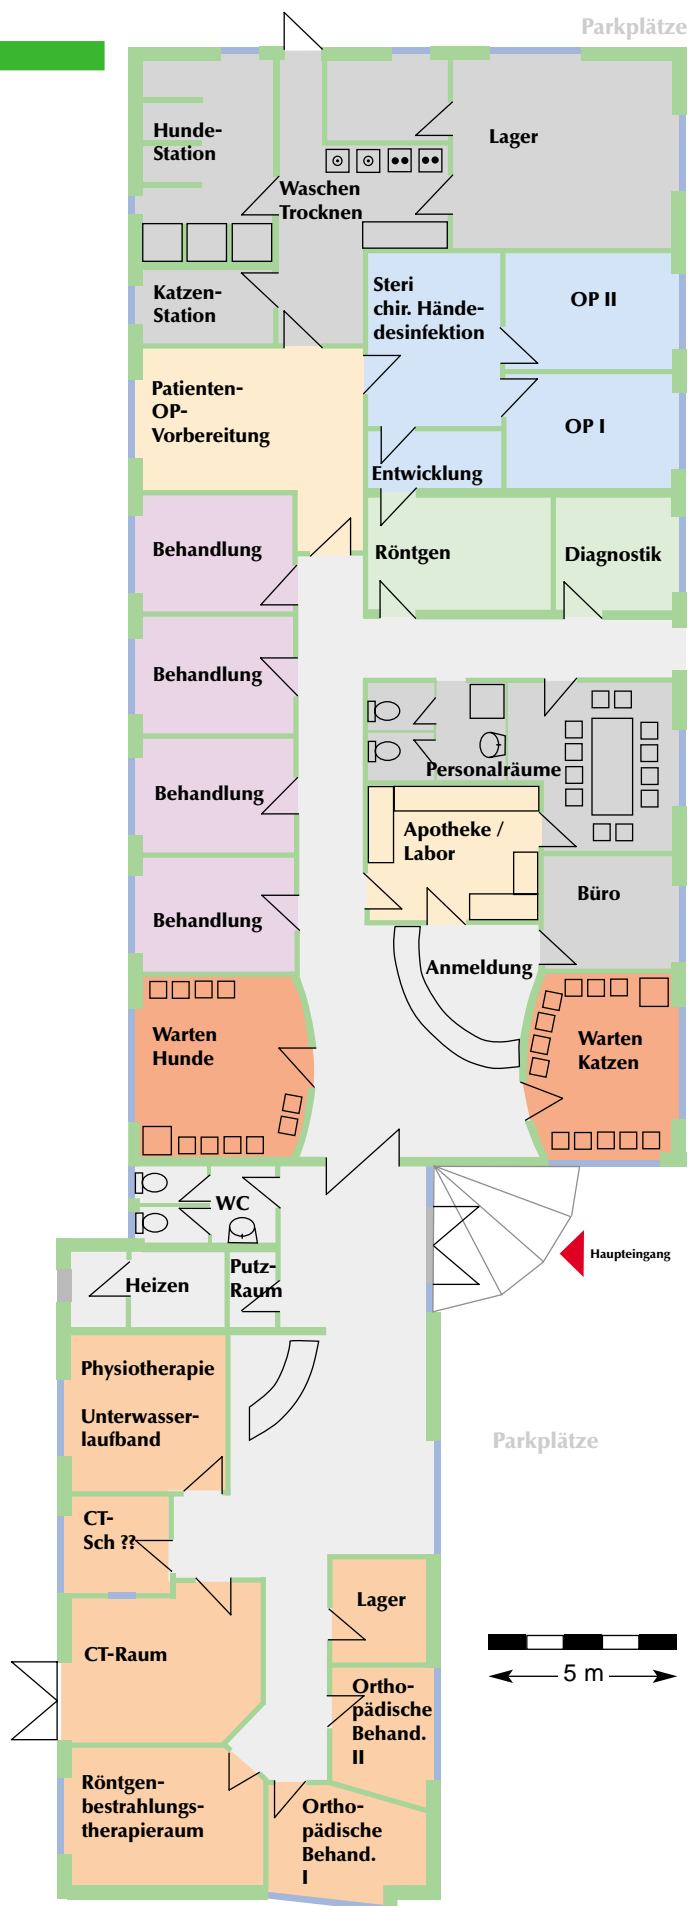 Parkplätze
Hunde-
Station
Lager
Waschen
Trocknen
Katzen-
Station
Steri
chir. Hände-
desinfektion
OP II
Patienten-
OP-
Vorbereitung
OP I
Entwicklung
Behandlung
Röntgen
Diagnostik
Behandlung
Personalräume
Behandlung
Apotheke /
Labor
Büro
Behandlung
Anmeldung
Warten
Hunde
Warten
Katzen
WC
Haupteingang
Putz-
Raum
Heizen
Physiotherapie
Unterwasser-
laufband
Parkplätze
CT-
Sch ??
Lager
CT-Raum
5 m
Ortho-
pädische
Behand.
II
Röntgen-
bestrahlungs-
therapieraum
Ortho-
pädische
Behand.
I